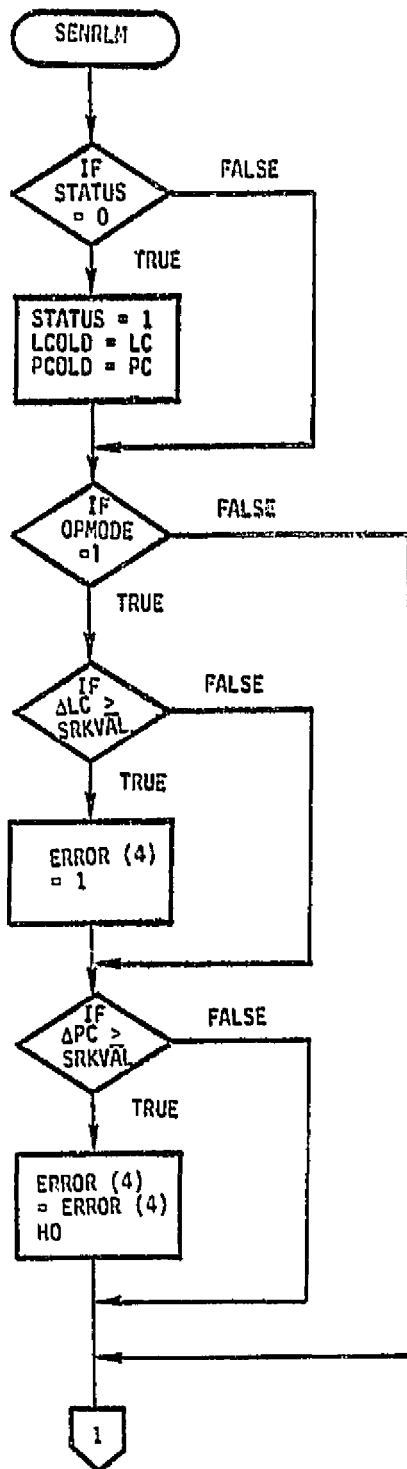 SENRLM
IF
STATUS
= 0
FALSE
TRUE
STATUS = 1
LCOLD = LC
PCOLD = PC
IF
OPMODE
=1
FALSE
TRUE
IF
ΔLC ≥
SRKVAL
FALSE
TRUE
ERROR (4)
= 1
IF
ΔPC ≥
SRKVAL
FALSE
TRUE
ERROR (4)
= ERROR (4)
HO
1